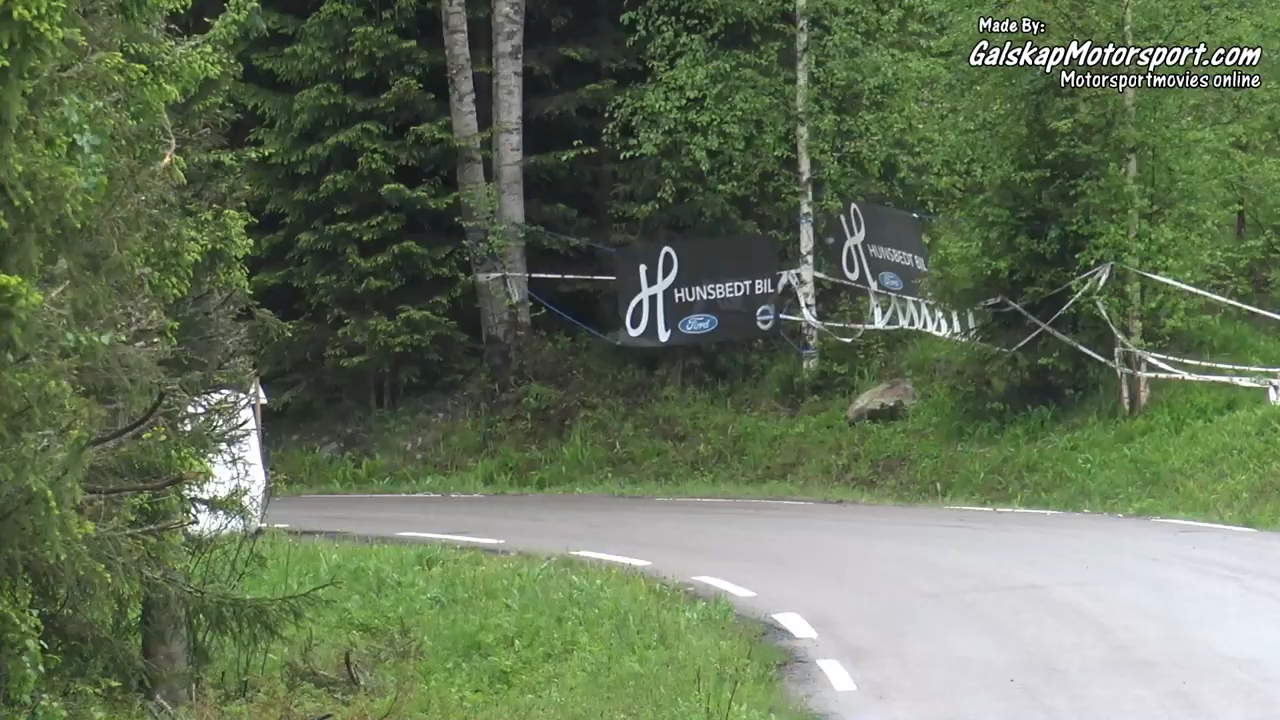 Made By:
GalskapMotorsport.com
Motorsportmovies online
HUNSBEDT BIL
Ford
HUNSBEDT BIL
Ford